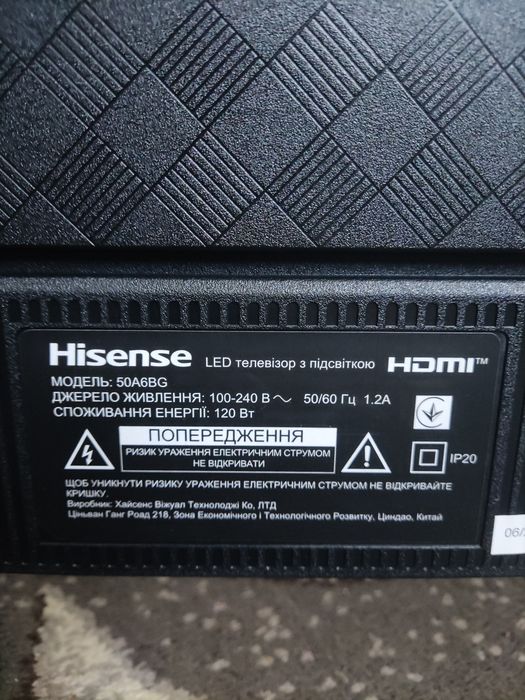 Hisense LED телевізор з підсвіткою HDMI™
МОДЕЛЬ: 50A6BG
ДЖЕРЕЛО ЖИВЛЕННЯ: 100-240 В ~ 50/60 Гц 1.2А
СПОЖИВАННЯ ЕНЕРГІЇ: 120 Вт
ПОПЕРЕДЖЕННЯ
РИЗИК УРАЖЕННЯ ЕЛЕКТРИЧНИМ СТРУМОМ
НЕ ВІДКРИВАТИ
IP20
ЩОБ УНИКНУТИ РИЗИКУ УРАЖЕННЯ ЕЛЕКТРИЧНИМ СТРУМОМ НЕ ВІДКРИВАЙТЕ
КРИШКУ.
Виробник: Хайсенс Віжуал Технолоджі Ко, ЛТД
Ціньван Ганг Роад 218, Зона Економічного і Технологічного Розвитку, Циндао, Китай
06/